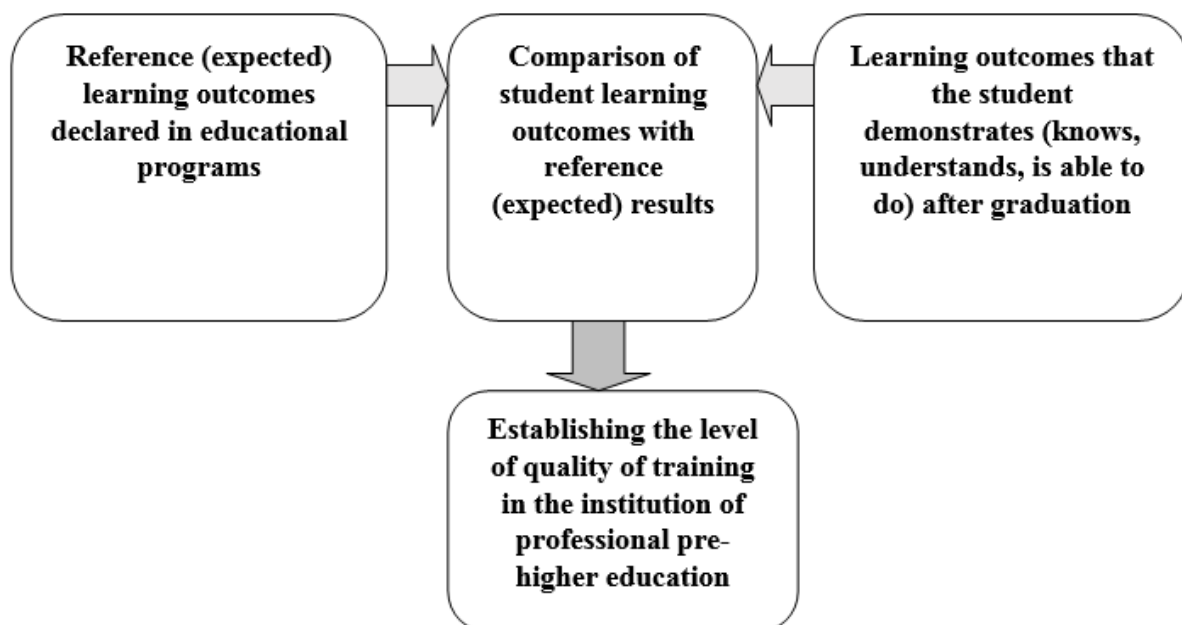 Reference (expected)
learning outcomes
declared in educational
programs
Comparison of
student learning
outcomes with
reference
(expected) results
Learning outcomes that
the student
demonstrates (knows,
understands, is able to
do) after graduation
Establishing the level
of quality of training
in the institution of
professional pre-
higher education